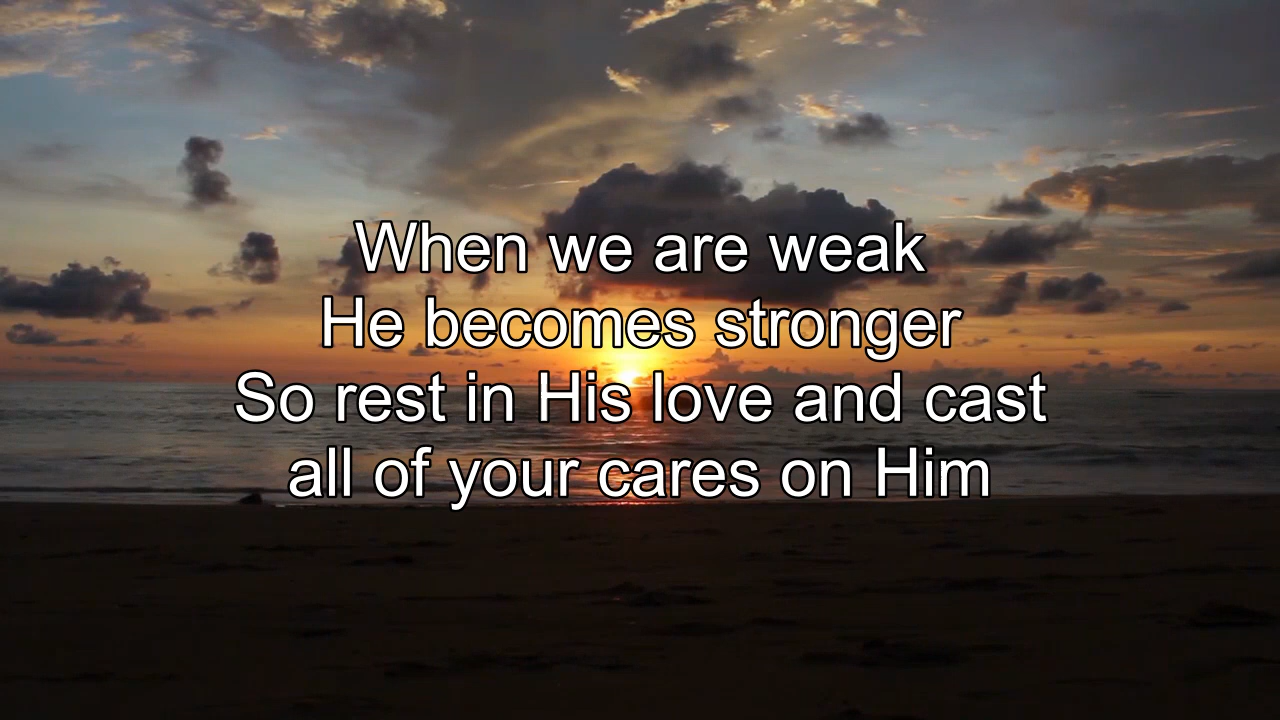 When we are weak
He becomes stronger
So rest in His love and cast
all of your cares on Him